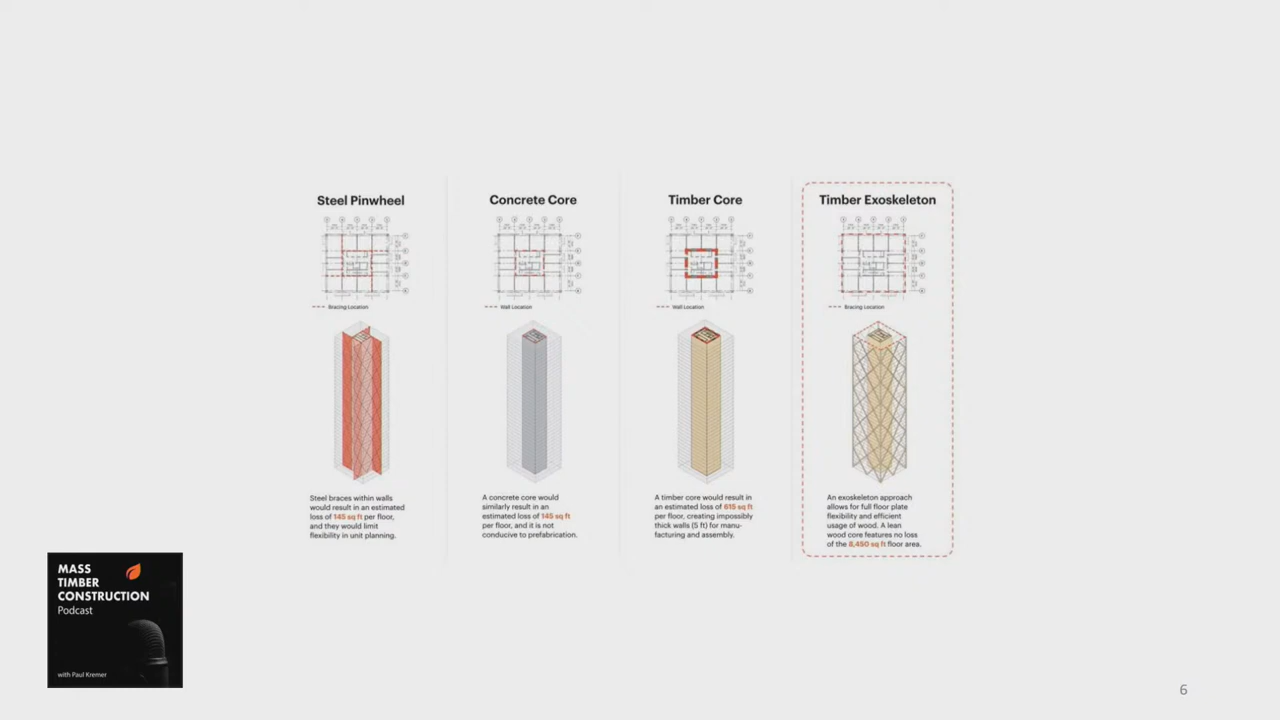 Steel Pinwheel
Bracing Location
Steel braces within walls
would result in an estimated
loss of 145 sq ft per floor,
and they would limit
flexibility in unit planning.
Concrete Core
Wall Location
A concrete core would
similarly result in an
estimated loss of 145 sq ft
per floor, and it is not
conducive to prefabrication.
Timber Core
Wall Location
A timber core would result in
an estimated loss of 615 sq ft
per floor, creating impossibly
thick walls (5 ft) for manu-
facturing and assembly.
Timber Exoskeleton
Bracing Location
An exoskeleton approach
allows for full floor plate
flexibility and efficient
usage of wood. A lean
wood core features no loss
of the 8,450 sq ft floor area.
MASS
TIMBER
CONSTRUCTION
Podcast
with Paul Kremer
6